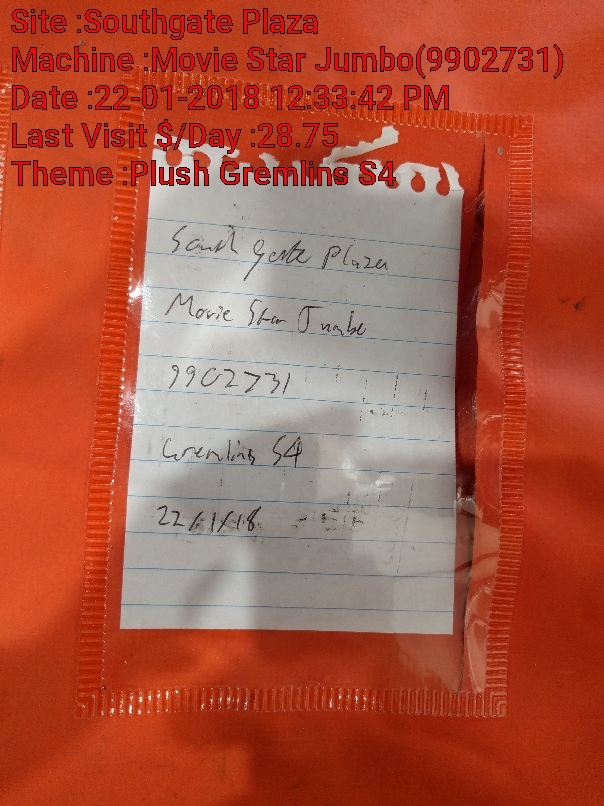 Site :Southgate Plaza
Machine :Movie Star Jumbo(9902731)
Date :22-01-2018 12:33:42 PM
Last Visit $/Day :28.75
Theme :Plush Gremlins S4
South gate Plaza
Movie Star Jumbo
9902731
Gremlins S4
22/1/18